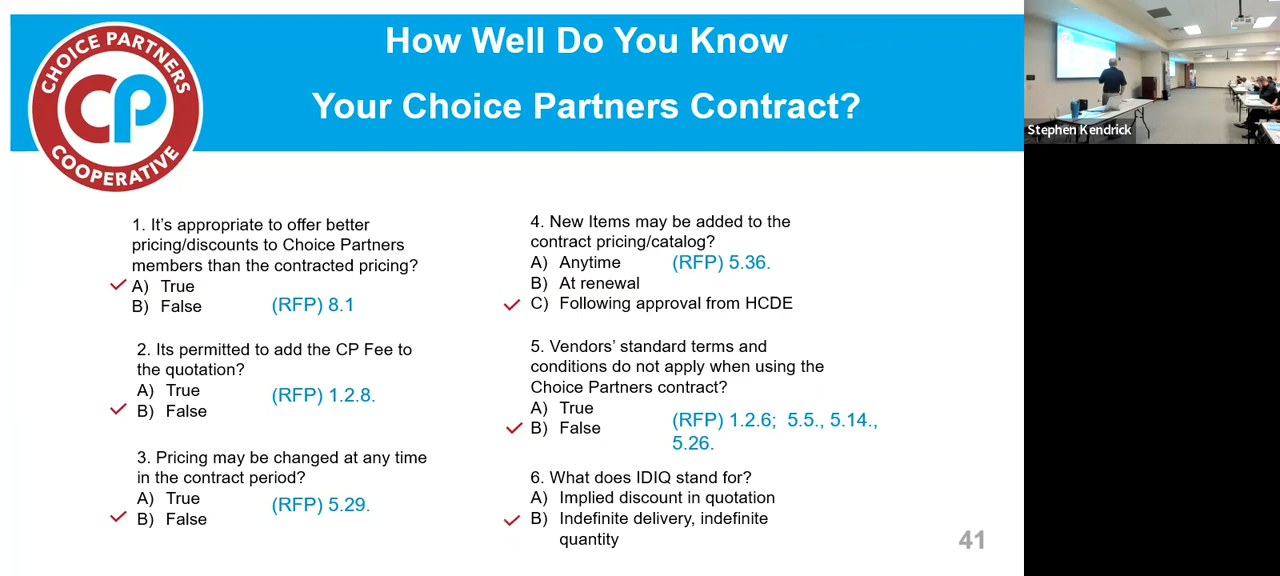 How Well Do You Know
Your Choice Partners Contract?
CHOICE PARTNERS
CP
COOPERATIVE
Stephen Kendrick
1. It's appropriate to offer better
pricing/discounts to Choice Partners
members than the contracted pricing?
A) True
B) False (RFP) 8.1
2. Its permitted to add the CP Fee to
the quotation?
A) True
(RFP) 1.2.8.
B) False
3. Pricing may be changed at any time
in the contract period?
A) True
(RFP) 5.29.
B) False
4. New Items may be added to the
contract pricing/catalog?
A) Anytime (RFP) 5.36.
B) At renewal
C) Following approval from HCDE
5. Vendors' standard terms and
conditions do not apply when using the
Choice Partners contract?
A) True
(RFP) 1.2.6; 5.5., 5.14.,
B) False
5.26.
6. What does IDIQ stand for?
A) Implied discount in quotation
B) Indefinite delivery, indefinite
quantity
41